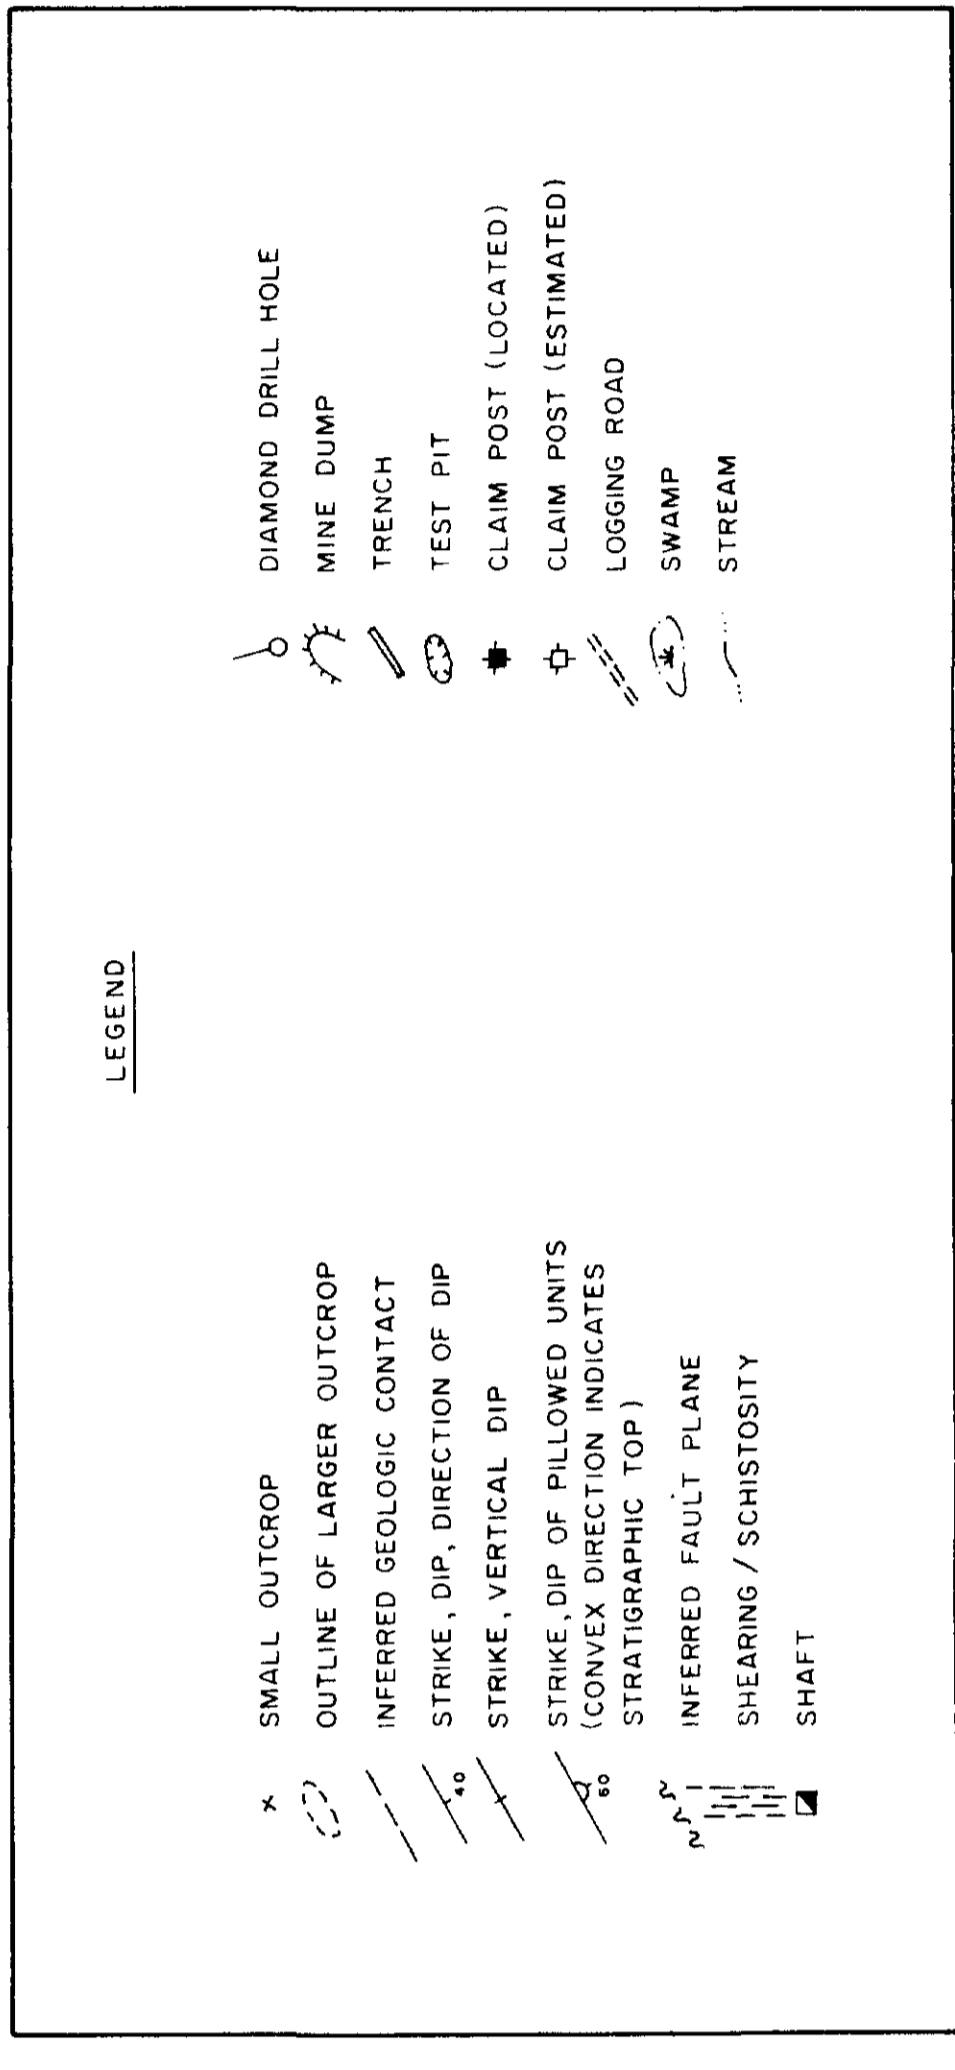 LEGEND
x SMALL OUTCROP
OUTLINE OF LARGER OUTCROP
INFERRED GEOLOGIC CONTACT
40 STRIKE, DIP, DIRECTION OF DIP
STRIKE, VERTICAL DIP
60 STRIKE, DIP OF PILLOWED UNITS
(CONVEX DIRECTION INDICATES
STRATIGRAPHIC TOP)
INFERRED FAULT PLANE
SHEARING / SCHISTOSITY
SHAFT
DIAMOND DRILL HOLE
MINE DUMP
TRENCH
TEST PIT
CLAIM POST (LOCATED)
CLAIM POST (ESTIMATED)
LOGGING ROAD
SWAMP
STREAM